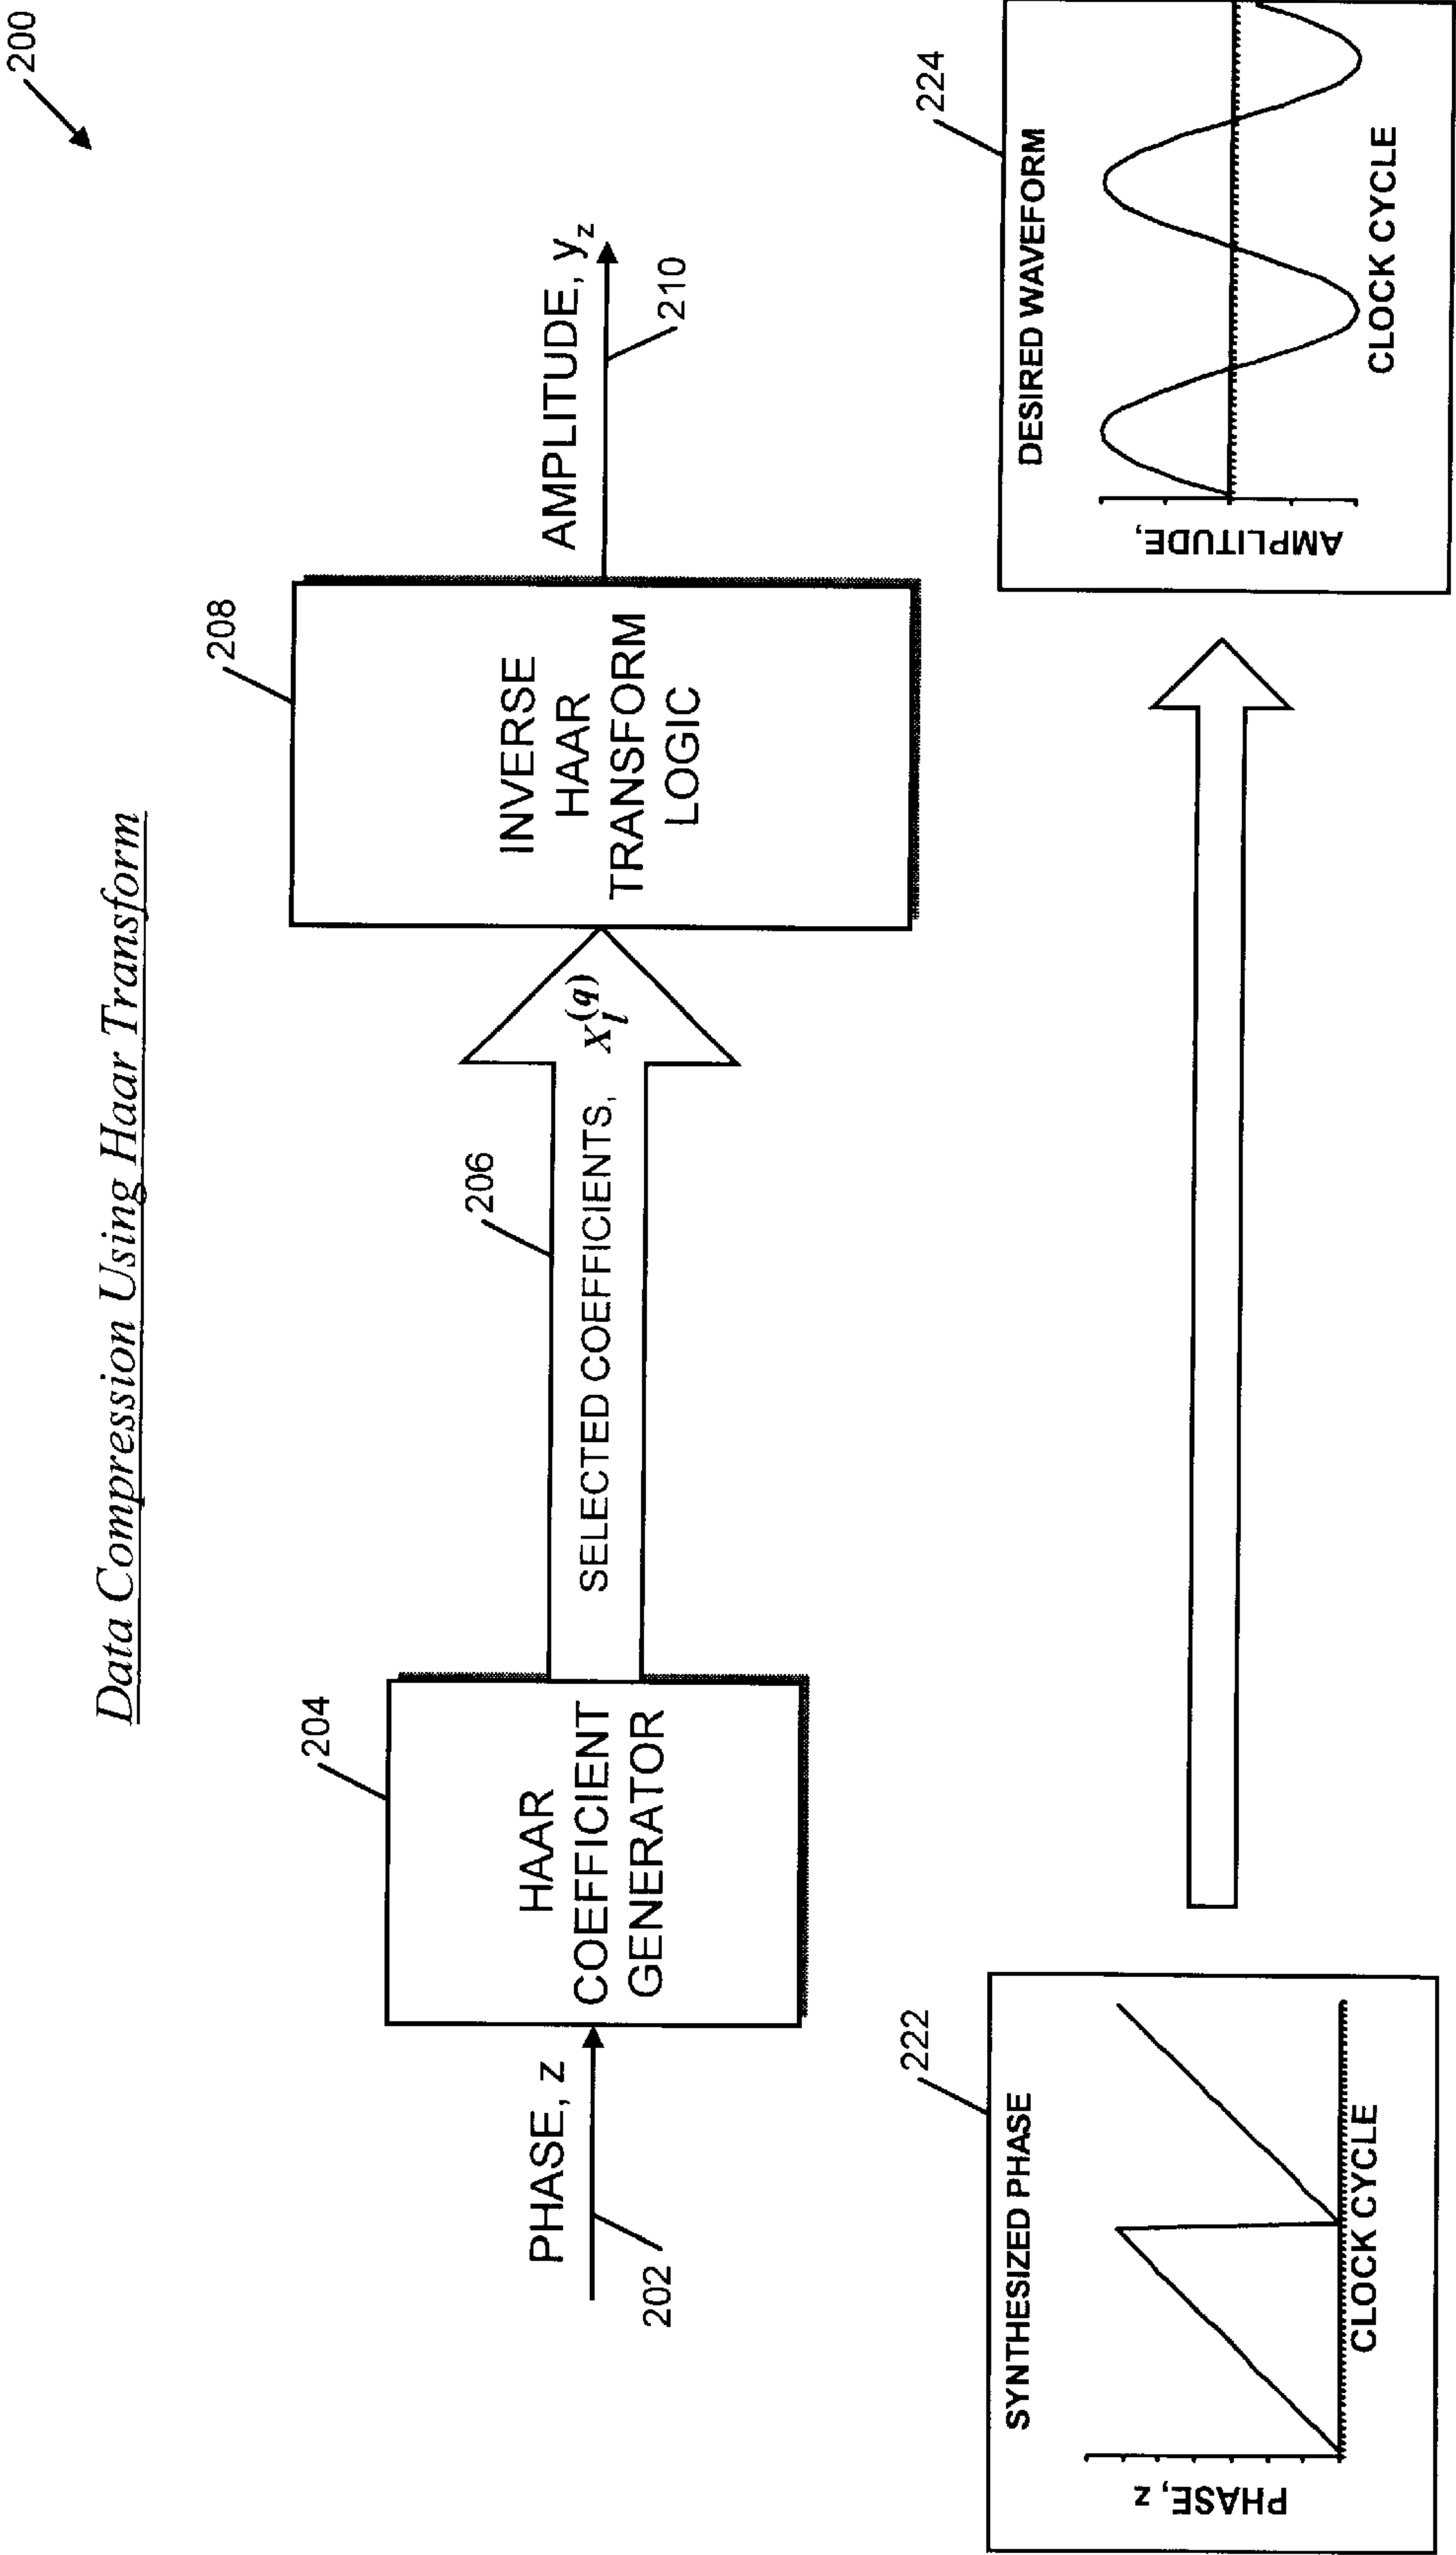 Data Compression Using Haar Transform
200
204
HAAR
COEFFICIENT
GENERATOR
PHASE, z
202
206
SELECTED COEFFICIENTS, X_l^(q)
208
INVERSE
HAAR
TRANSFORM
LOGIC
AMPLITUDE, y_z
210
222
SYNTHESIZED PHASE
PHASE, z
CLOCK CYCLE
224
DESIRED WAVEFORM
AMPLITUDE,
CLOCK CYCLE